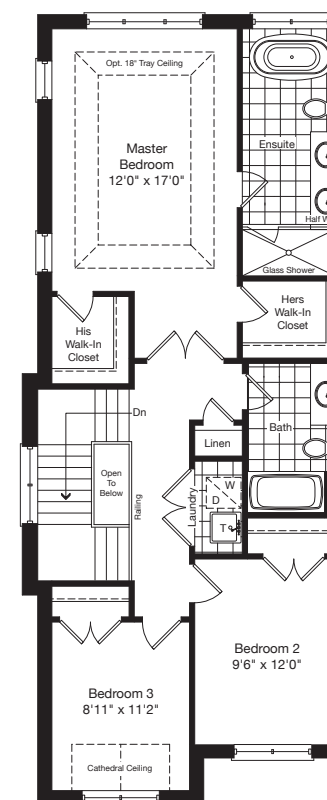 Opt. 18" Tray Ceiling
Master
Bedroom
12'0" x 17'0"
Ensuite
Half W
Glass Shower
His
Walk-In
Closet
Hers
Walk-In
Closet
Dn
Bath
Linen
Open
To
Below
Railing
Laundry
W
D
T
Bedroom 2
9'6" x 12'0"
Bedroom 3
8'11" x 11'2"
Cathedral Ceiling